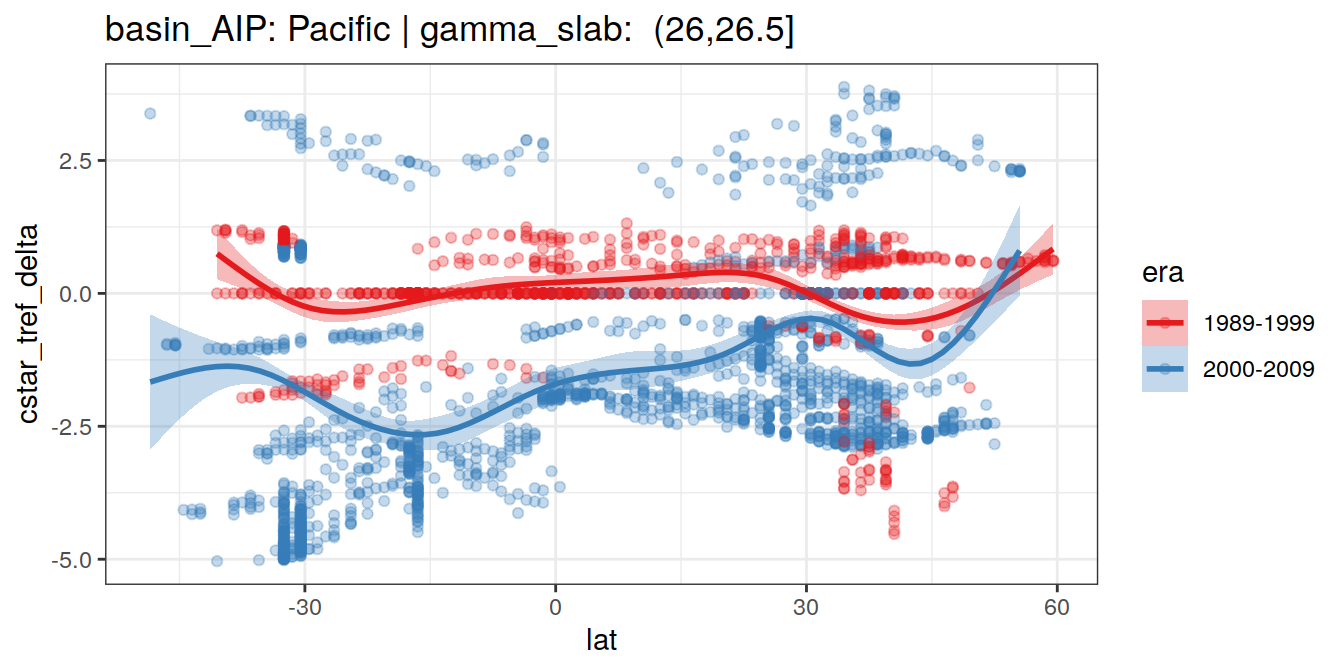 basin_AIP: Pacific | gamma_slab:  (26,26.5]
cstar_tref_delta
2.5
0.0
-2.5
-5.0
-30
0
30
60
lat
era
1989-1999
2000-2009